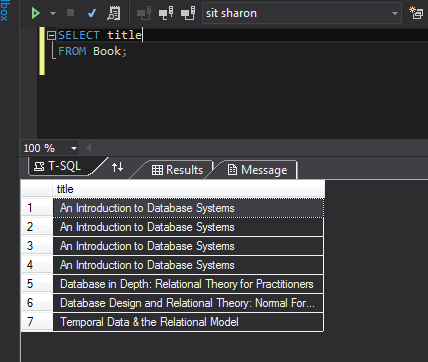 lbox
sit sharon
SELECT title
FROM Book;
100 %
T-SQL
Results
Message
title
1 An Introduction to Database Systems
2 An Introduction to Database Systems
3 An Introduction to Database Systems
4 An Introduction to Database Systems
5 Database in Depth: Relational Theory for Practitioners
6 Database Design and Relational Theory: Normal For...
7 Temporal Data & the Relational Model